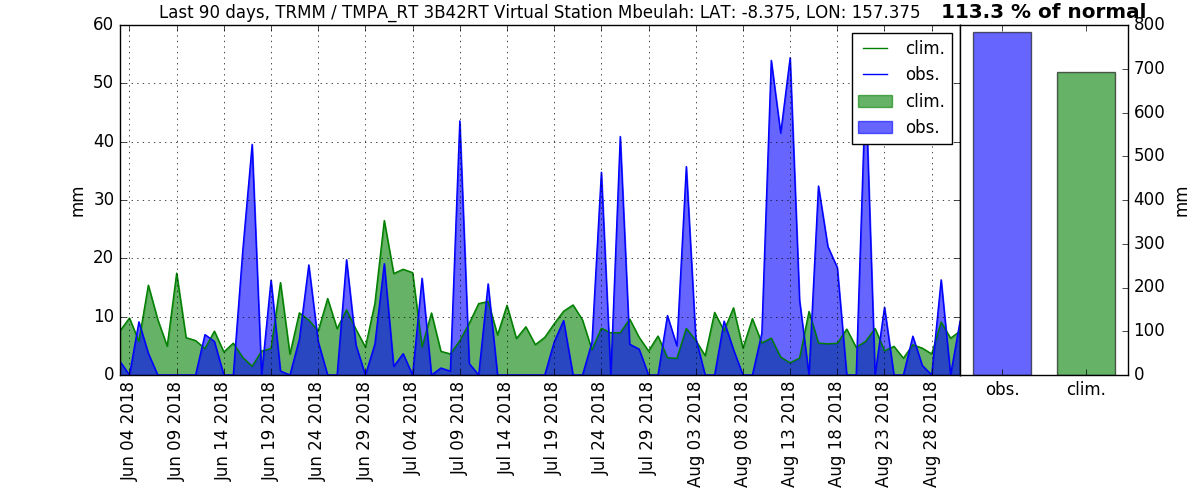 Last 90 days, TRMM / TMPA_RT 3B42RT Virtual Station Mbeulah: LAT: -8.375, LON: 157.375
113.3 % of normal
60
50
40
30
20
10
0
mm
clim.
obs.
clim.
obs.
Jun 04 2018
Jun 09 2018
Jun 14 2018
Jun 19 2018
Jun 24 2018
Jun 29 2018
Jul 04 2018
Jul 09 2018
Jul 14 2018
Jul 19 2018
Jul 24 2018
Jul 29 2018
Aug 03 2018
Aug 08 2018
Aug 13 2018
Aug 18 2018
Aug 23 2018
Aug 28 2018
800
700
600
500
400
300
200
100
0
mm
obs.
clim.